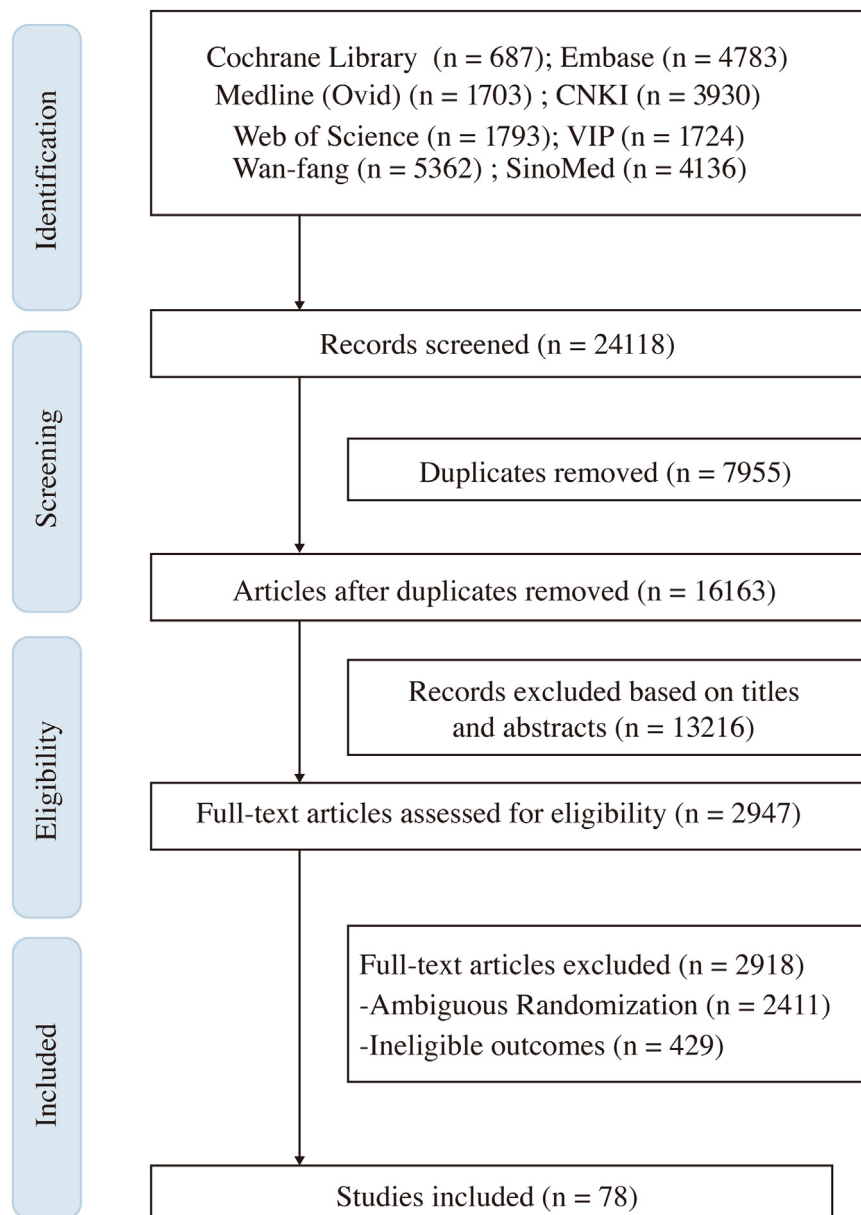 Identification
Cochrane Library (n = 687); Embase (n = 4783)
Medline (Ovid) (n = 1703) ; CNKI (n = 3930)
Web of Science (n = 1793); VIP (n = 1724)
Wan-fang (n = 5362) ; SinoMed (n = 4136)
Screening
Records screened (n = 24118)
Duplicates removed (n = 7955)
Articles after duplicates removed (n = 16163)
Eligibility
Records excluded based on titles
and abstracts (n = 13216)
Full-text articles assessed for eligibility (n = 2947)
Included
Full-text articles excluded (n = 2918)
-Ambiguous Randomization (n = 2411)
-Ineligible outcomes (n = 429)
Studies included (n = 78)